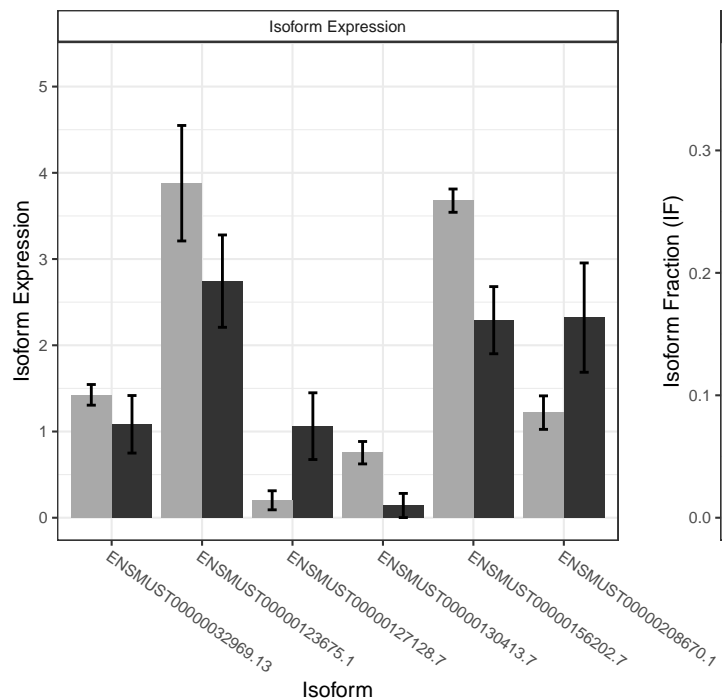 Isoform Expression
Isoform Expression
5
4
3
2
1
0
ENSMUST00000032969.13
ENSMUST00000123675.1
ENSMUST00000127128.7
ENSMUST00000130413.7
ENSMUST00000156202.7
ENSMUST00000208670.1
Isoform
Isoform Fraction (IF)
0.3
0.2
0.1
0.0